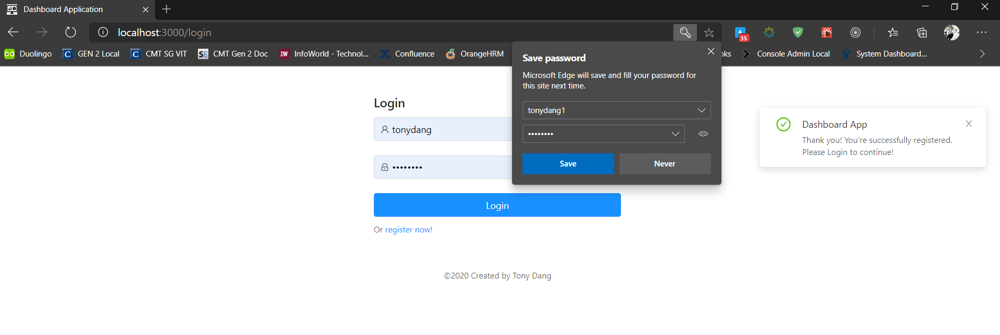 Dashboard Application
localhost:3000/login
35
Duolingo
C GEN 2 Local
C CMT SG VIT
SE CMT Gen 2 Doc
IW InfoWorld - Technol...
Confluence
OrangeHRM
ks
Console Admin Local
System Dashboard...
Save password
Microsoft Edge will save and fill your password for
this site next time.
tonydang1
••••••••
Save Never
Login
tonydang
••••••••
Login
Or register now!
Dashboard App
Thank you! You're successfully registered.
Please Login to continue!
©2020 Created by Tony Dang